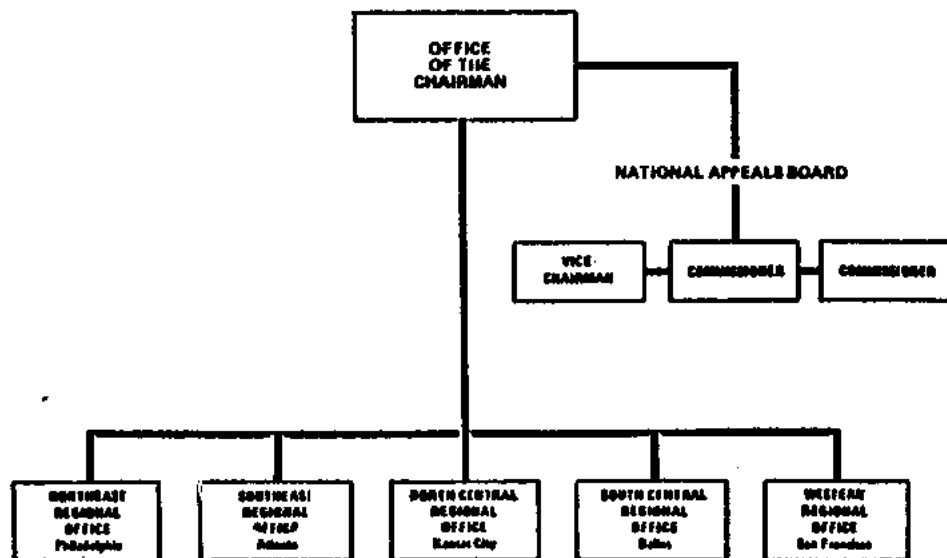 OFFICE
OF THE
CHAIRMAN
NATIONAL APPEALS BOARD
VICE-
CHAIRMAN
COMMISSIONER
COMMISSIONER
NORTHEAST
REGIONAL
OFFICE
Philadelphia
SOUTHEAST
REGIONAL
OFFICE
Atlanta
NORTH CENTRAL
REGIONAL
OFFICE
Kansas City
SOUTH CENTRAL
REGIONAL
OFFICE
Dallas
WESTERN
REGIONAL
OFFICE
San Francisco